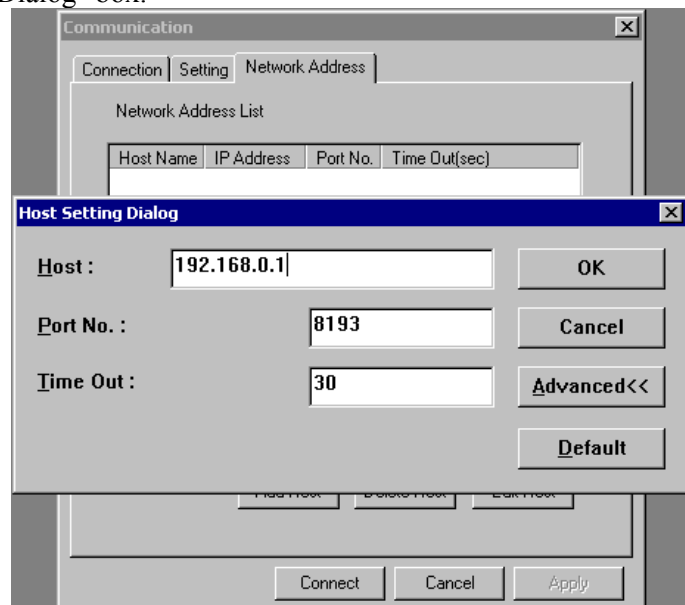 Dialog" box.
Communication
Connection Setting Network Address
Network Address List
Host Name IP Address Port No. Time Out(sec)
Host Setting Dialog
Host : 192.168.0.1 OK
Port No. : 8193 Cancel
Time Out : 30 Advanced<<
Default
Connect Cancel Apply